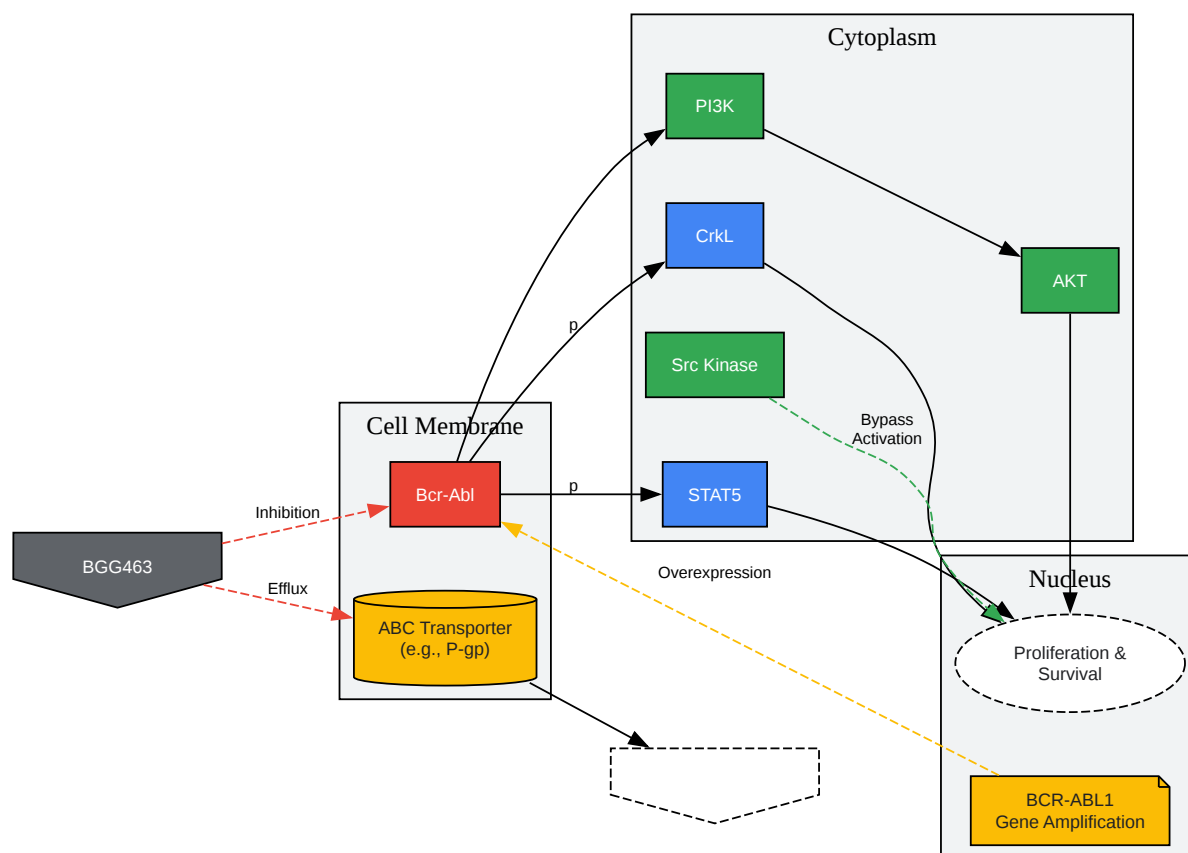 Cytoplasm
PI3K
CrkL
AKT
p
Src Kinase
Bypass
Activation
Cell Membrane
Bcr-Abl
p
STAT5
Inhibition
BGG463
Efflux
Overexpression
Nucleus
ABC Transporter
(e.g., P-gp)
Proliferation &
Survival
BCR-ABL1
Gene Amplification